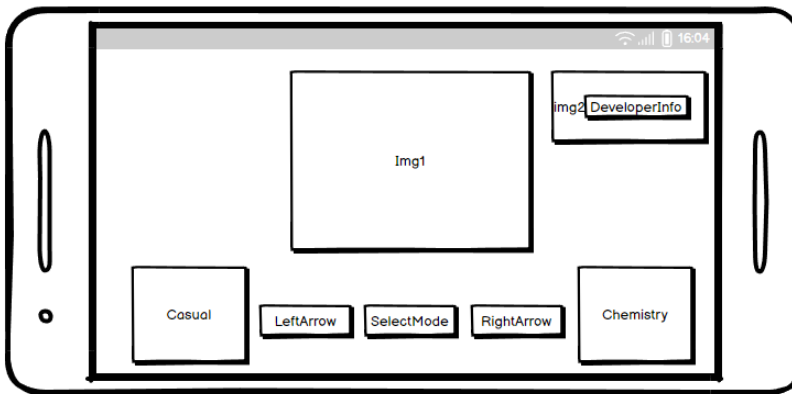 16:04
Img1
img2 DeveloperInfo
Casual
LeftArrow
SelectMode
RightArrow
Chemistry